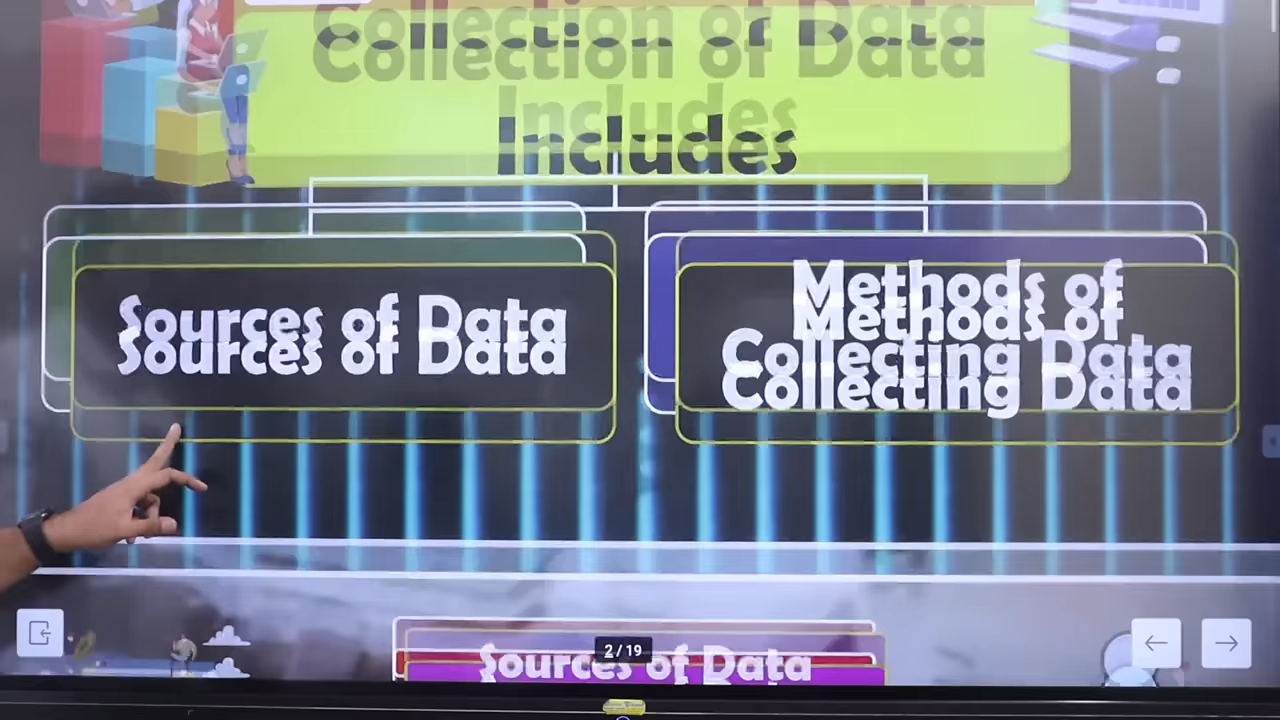 Collection of Data
Includes
Sources of Data
Methods of
Collecting Data
2 / 19
Sources of Data